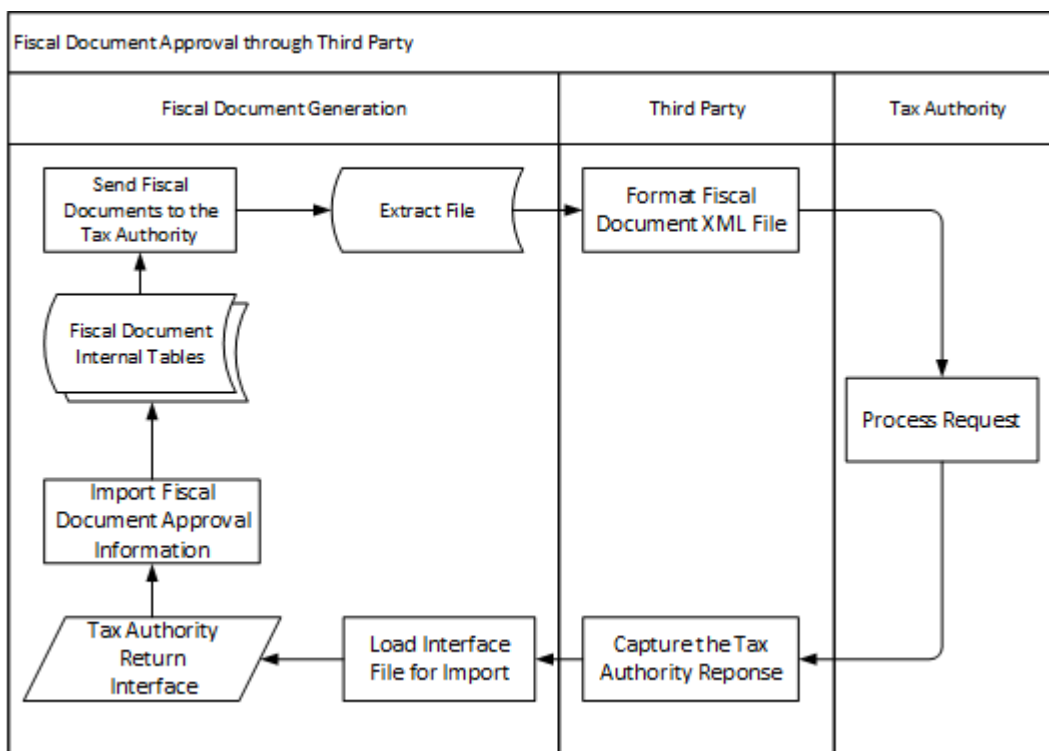 Fiscal Document Approval through Third Party
Fiscal Document Generation
Third Party
Tax Authority
Send Fiscal
Documents to the
Tax Authority
Extract File
Format Fiscal
Document XML File
Fiscal Document
Internal Tables
Process Request
Import Fiscal
Document Approval
Information
Tax Authority
Return
Interface
Load Interface
File for Import
Capture the Tax
Authority Reponse